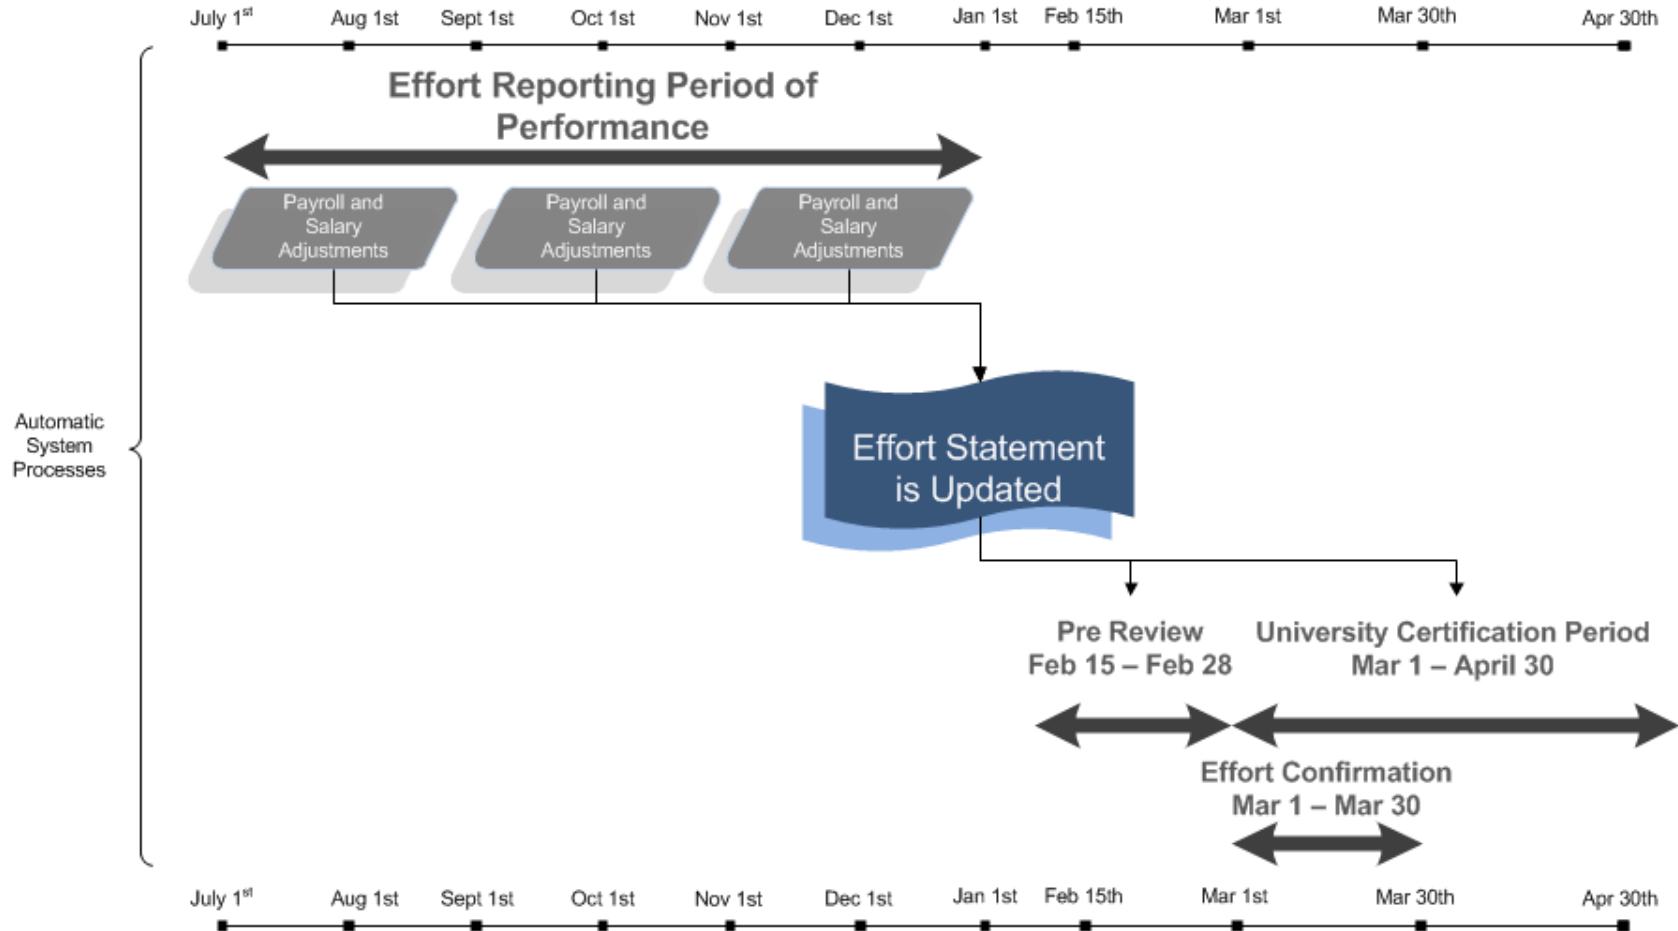 July 1st Aug 1st Sept 1st Oct 1st Nov 1st Dec 1st Jan 1st Feb 15th Mar 1st Mar 30th Apr 30th
Effort Reporting Period of
Performance
Payroll and
Salary
Adjustments
Payroll and
Salary
Adjustments
Payroll and
Salary
Adjustments
Automatic
System
Processes
Effort Statement
is Updated
Pre Review
Feb 15 – Feb 28
University Certification Period
Mar 1 – April 30
Effort Confirmation
Mar 1 – Mar 30
July 1st Aug 1st Sept 1st Oct 1st Nov 1st Dec 1st Jan 1st Feb 15th Mar 1st Mar 30th Apr 30th